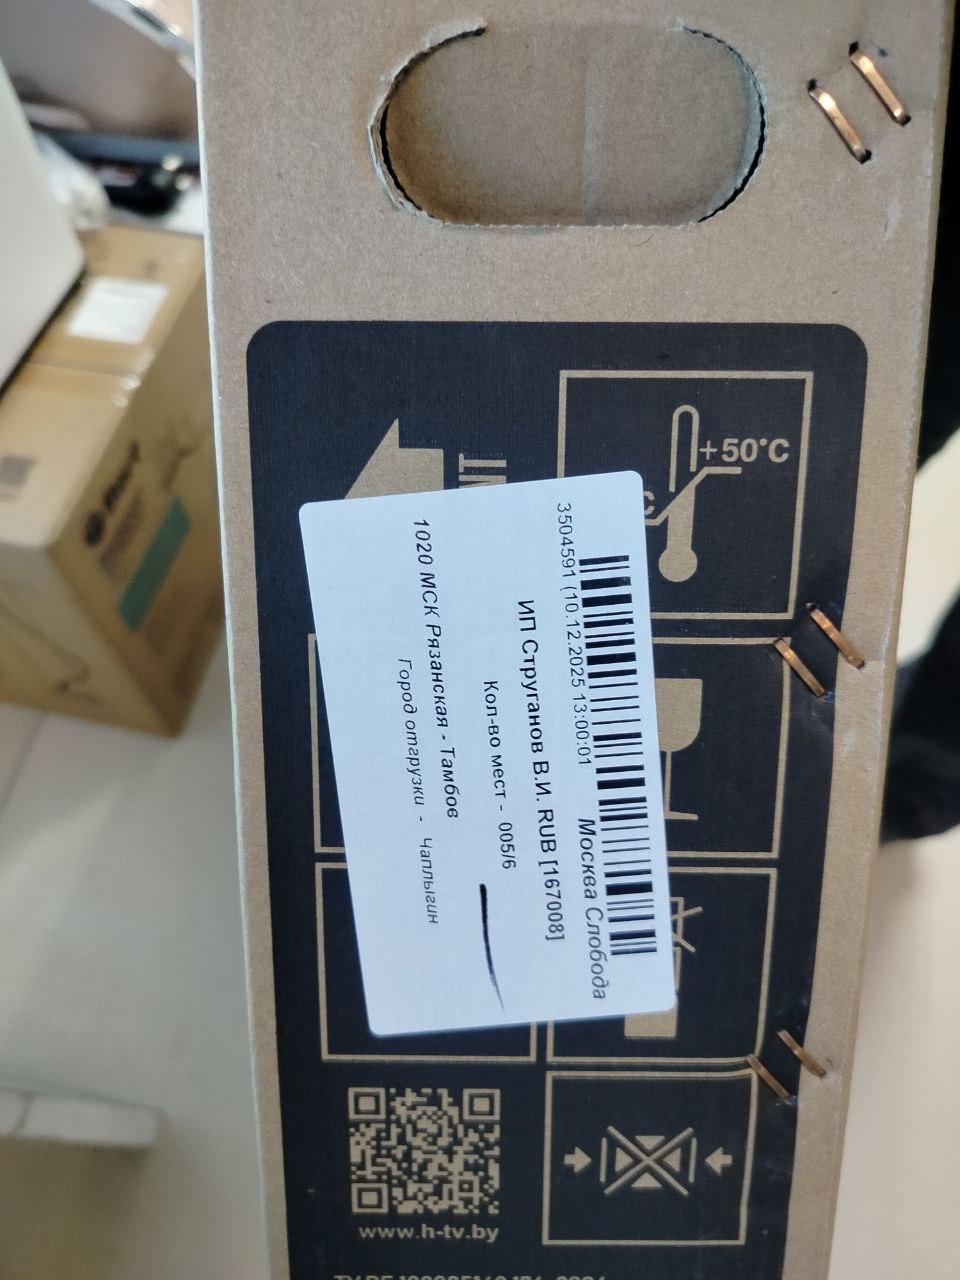 +50°C
3504591 (10.12.2025 13:00:01
Москва Слобода
ИП Струганов В.И. RUB [167008]
Кол-во мест - 005/6
1020 МСК Рязанская - Тамбов
Город отгрузки - Чаплыгин
www.h-tv.by